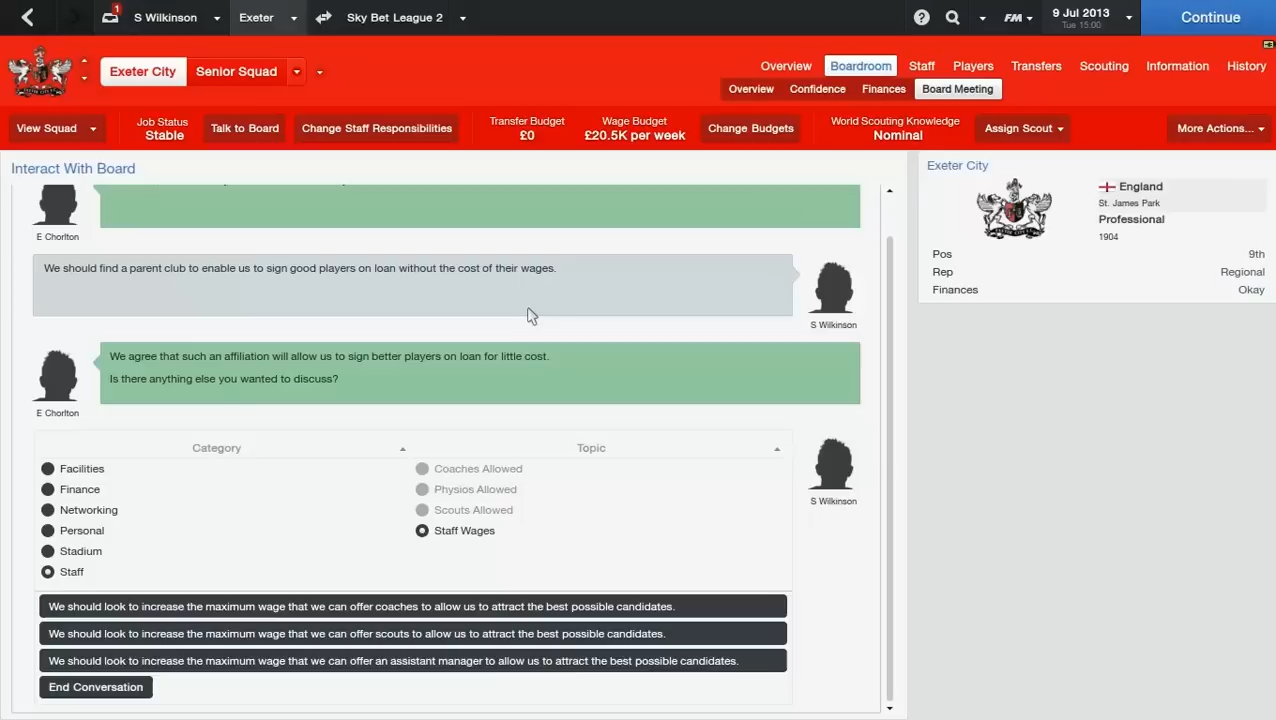 1
S Wilkinson
Exeter
Sky Bet League 2
?
FM
9 Jul 2013
Tue 15:00
Continue
Exeter City
Senior Squad
Overview
Boardroom
Staff
Players
Transfers
Scouting
Information
History
Overview
Confidence
Finances
Board Meeting
View Squad
Job Status
Stable
Talk to Board
Change Staff Responsibilities
Transfer Budget
£0
Wage Budget
£20.5K per week
Change Budgets
World Scouting Knowledge
Nominal
Assign Scout
More Actions...
Interact With Board
E Chorlton
We should find a parent club to enable us to sign good players on loan without the cost of their wages.
S Wilkinson
We agree that such an affiliation will allow us to sign better players on loan for little cost.
Is there anything else you wanted to discuss?
E Chorlton
Category
Topic
Facilities
Coaches Allowed
Finance
Physios Allowed
Networking
Scouts Allowed
Personal
Staff Wages
Stadium
Staff
S Wilkinson
We should look to increase the maximum wage that we can offer coaches to allow us to attract the best possible candidates.
We should look to increase the maximum wage that we can offer scouts to allow us to attract the best possible candidates.
We should look to increase the maximum wage that we can offer an assistant manager to allow us to attract the best possible candidates.
End Conversation
Exeter City
England
St. James Park
Professional
1904
Pos
9th
Rep
Regional
Finances
Okay